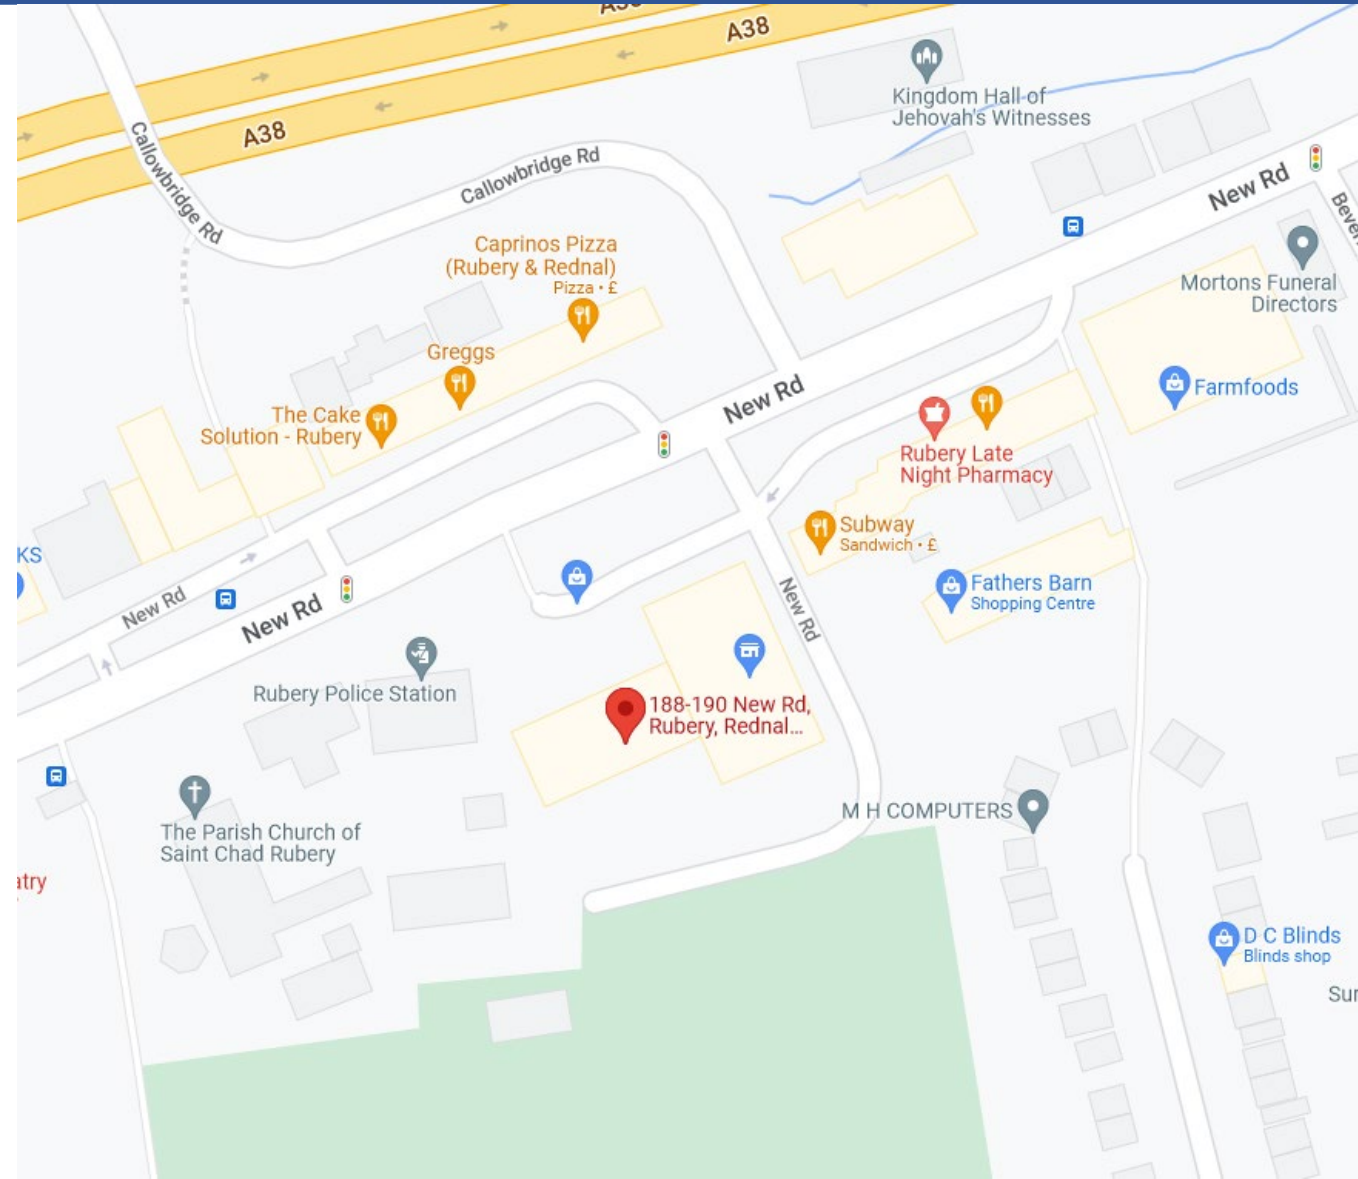 A38
A38
Kingdom Hall of
Jehovah's Witnesses
Callowbridge Rd
Callowbridge Rd
New Rd
Caprinos Pizza
(Rubery & Rednal)
Pizza • £
Mortons Funeral
Directors
Greggs
New Rd
Farmfoods
The Cake
Solution - Rubery
Rubery Late
Night Pharmacy
Subway
Sandwich • £
KS
New Rd
New Rd
New Rd
Fathers Barn
Shopping Centre
Rubery Police Station
188-190 New Rd,
Rubery, Rednal...
M H COMPUTERS
The Parish Church of
Saint Chad Rubery
atry
D C Blinds
Blinds shop
Sur